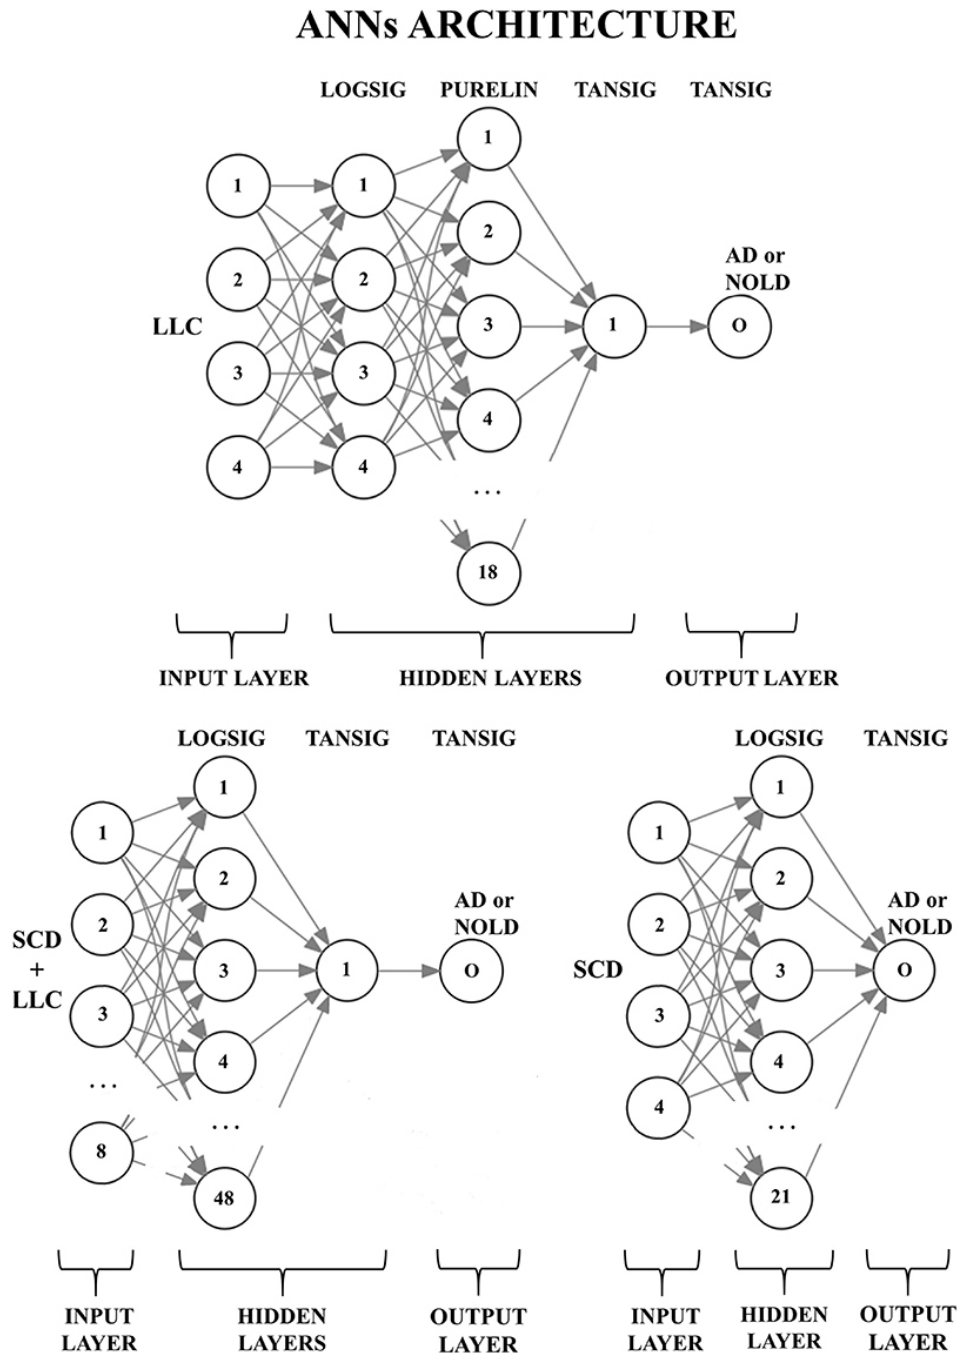 ANNs ARCHITECTURE
LOGSIG PURELIN TANSIG TANSIG
1
1 1
2
2 2
AD or
NOLD
LLC
3 1 O
3 3
4
4 4
...
18
INPUT LAYER HIDDEN LAYERS OUTPUT LAYER
LOGSIG TANSIG TANSIG
1
1
2
2
AD or
NOLD
SCD
+
LLC
3 1 O
3
4
...
...
8
48
INPUT
LAYER
HIDDEN
LAYERS
OUTPUT
LAYER
LOGSIG TANSIG
1
1
2
2
AD or
NOLD
SCD
3 O
3
4
4
...
21
INPUT
LAYER
HIDDEN
LAYER
OUTPUT
LAYER